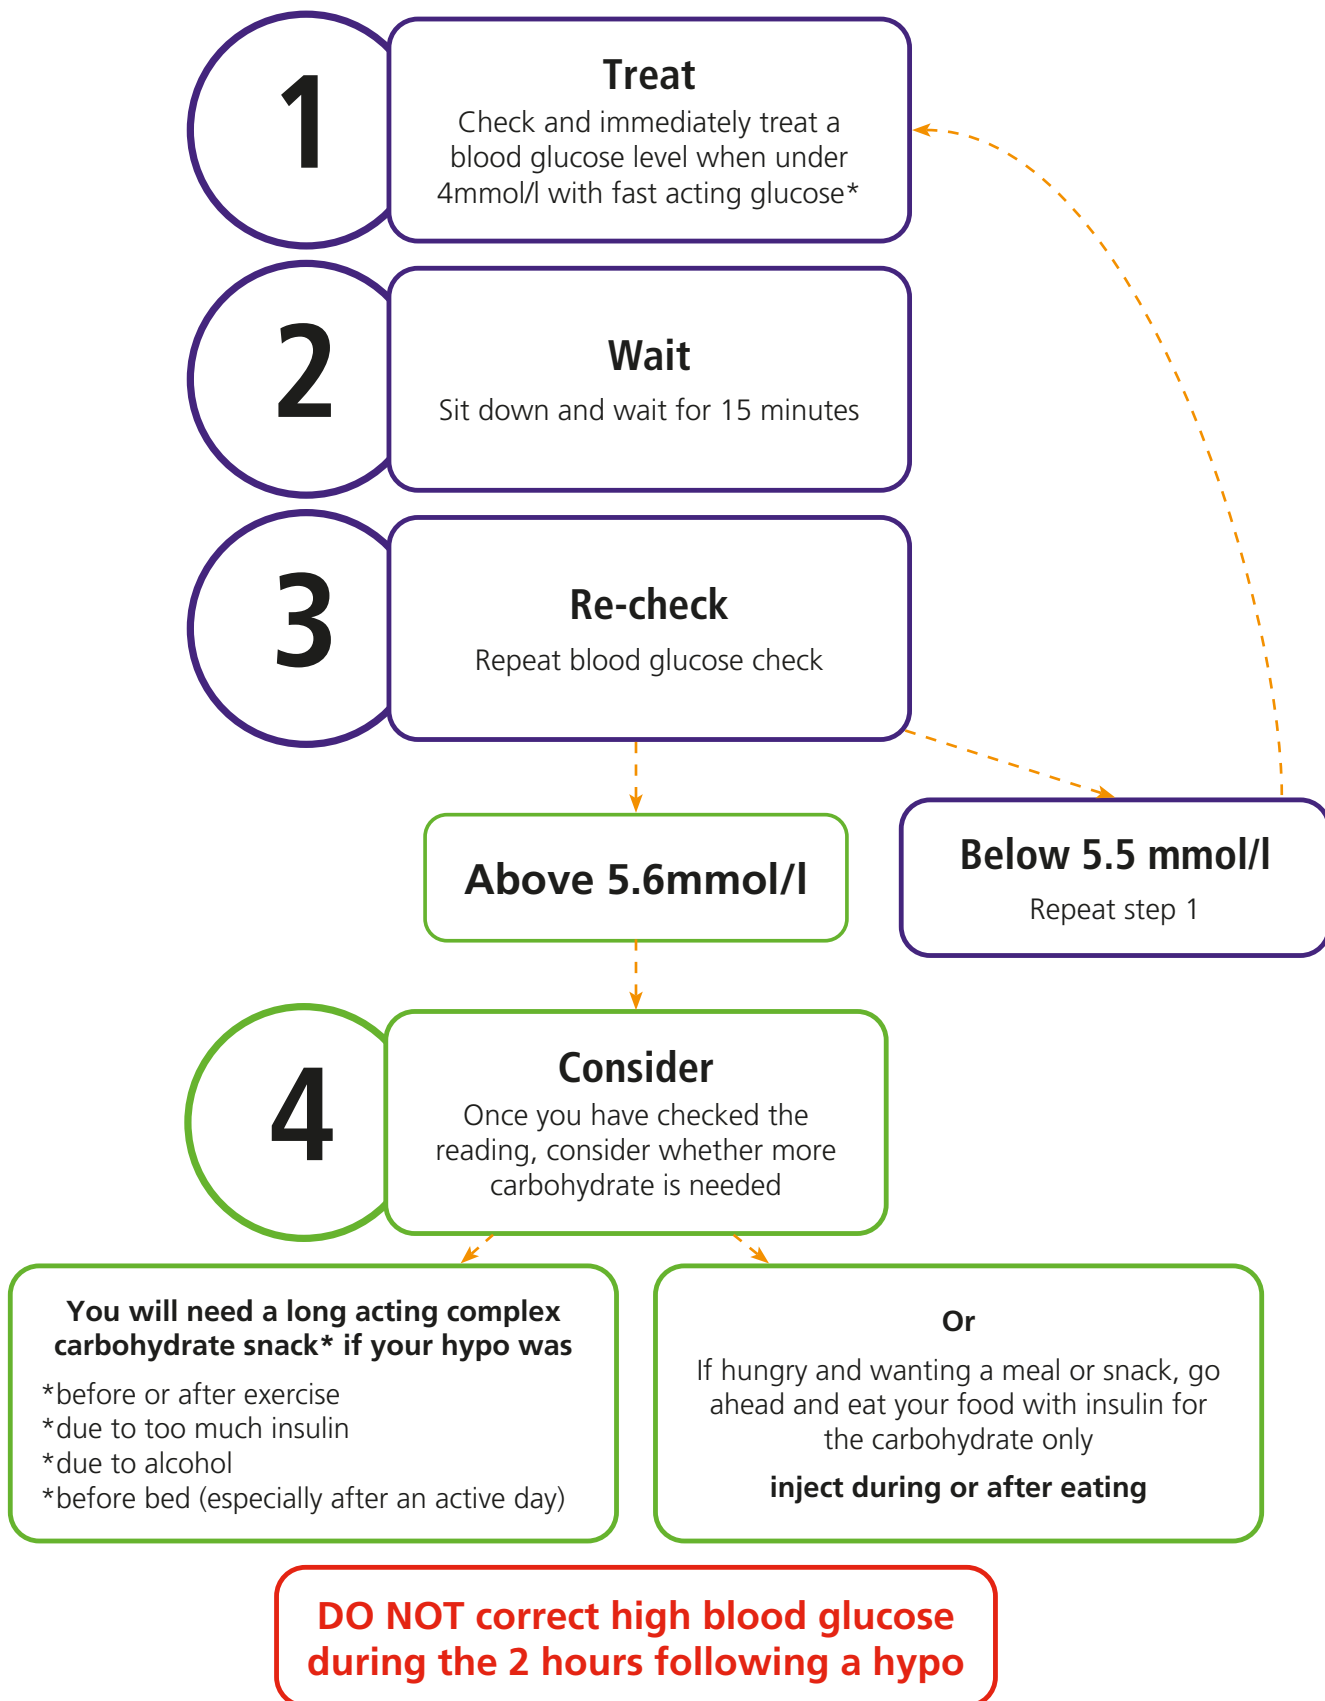 1
Treat
Check and immediately treat a
blood glucose level when under
4mmol/l with fast acting glucose*
2
Wait
Sit down and wait for 15 minutes
3
Re-check
Repeat blood glucose check
Above 5.6mmol/l
Below 5.5 mmol/l
Repeat step 1
4
Consider
Once you have checked the
reading, consider whether more
carbohydrate is needed
You will need a long acting complex
carbohydrate snack* if your hypo was
*before or after exercise
*due to too much insulin
*due to alcohol
*before bed (especially after an active day)
Or
If hungry and wanting a meal or snack, go
ahead and eat your food with insulin for
the carbohydrate only
inject during or after eating
DO NOT correct high blood glucose
during the 2 hours following a hypo